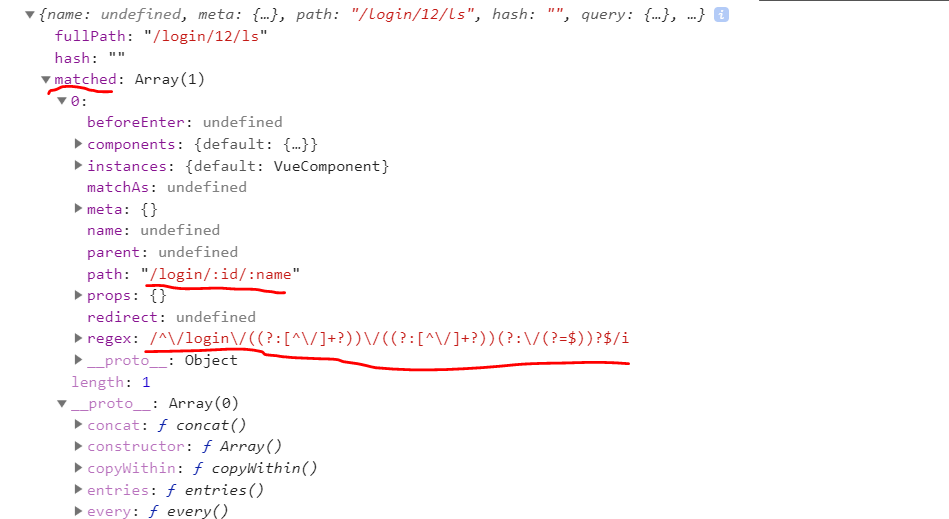 ▼{name: undefined, meta: {…}, path: "/login/12/ls", hash: "", query: {…}, …} i
fullPath: "/login/12/ls"
hash: ""
▼matched: Array(1)
▼0:
beforeEnter: undefined
▶components: {default: {…}}
▶instances: {default: VueComponent}
matchAs: undefined
▶meta: {}
name: undefined
parent: undefined
path: "/login/:id/:name"
▶props: {}
redirect: undefined
▶regex: /^\/login\/((?:[^\/]+?))\/((?:[^\/]+?))(?:\/(?=$))?$/i
▶__proto__: Object
length: 1
▼__proto__: Array(0)
▶concat: ƒ concat()
▶constructor: ƒ Array()
▶copyWithin: ƒ copyWithin()
▶entries: ƒ entries()
▶every: ƒ every()